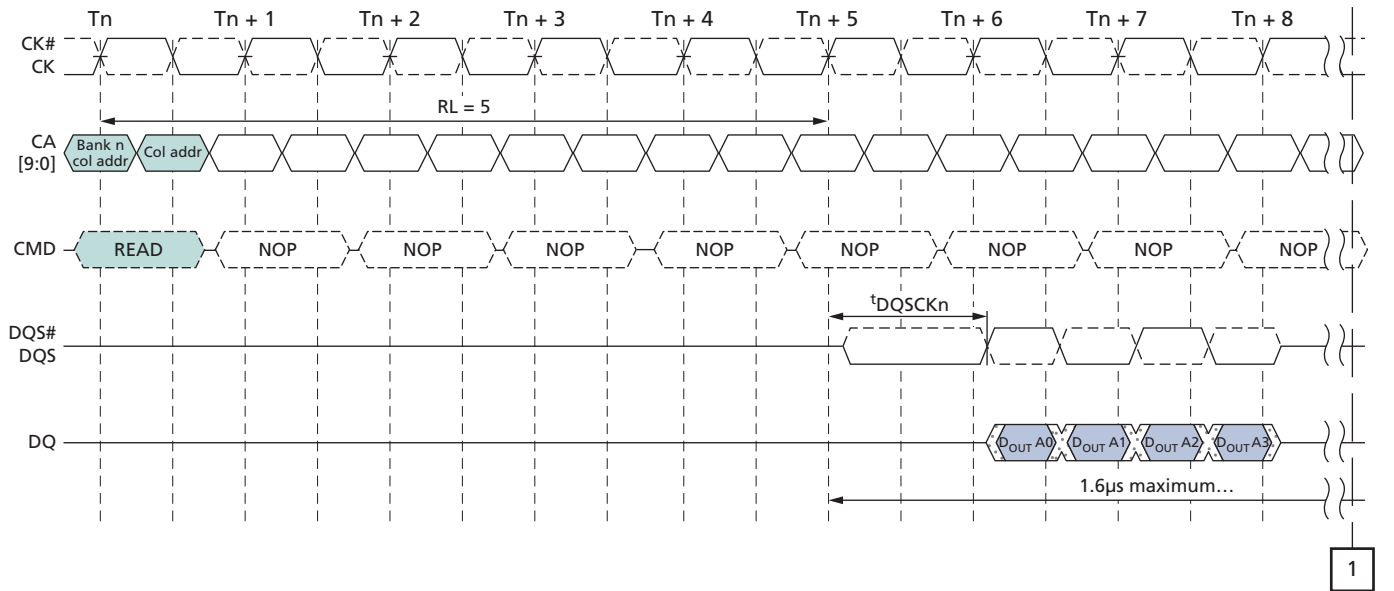 Tn Tn + 1 Tn + 2 Tn + 3 Tn + 4 Tn + 5 Tn + 6 Tn + 7 Tn + 8
CK#
CK
RL = 5
CA
[9:0]
Bank n
col addr
Col addr
CMD READ NOP NOP NOP NOP NOP NOP NOP NOP
tDQSCKn
DQS#
DQS
DQ DOUT A0 DOUT A1 DOUT A2 DOUT A3
1.6µs maximum…
1